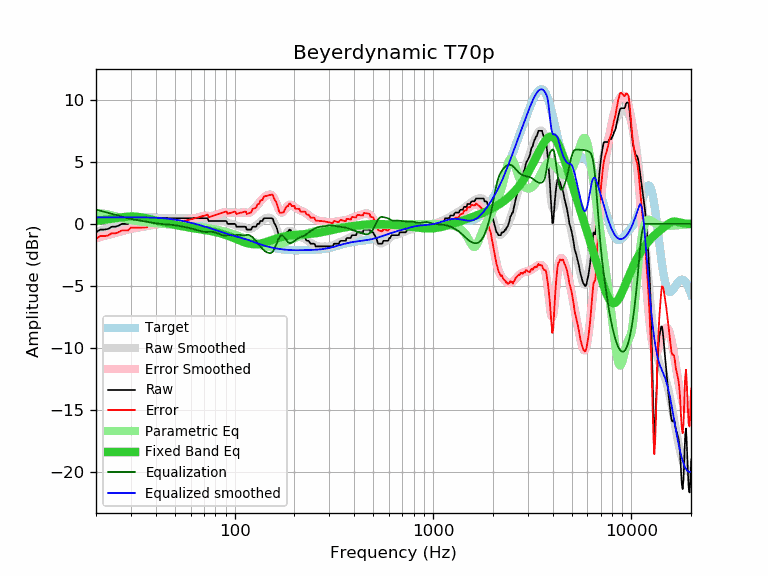 Beyerdynamic T70p
10
5
0
−5
−10
−15
−20
Amplitude (dBr)
Target
Raw Smoothed
Error Smoothed
Raw
Error
Parametric Eq
Fixed Band Eq
Equalization
Equalized smoothed
100 1000 10000
Frequency (Hz)